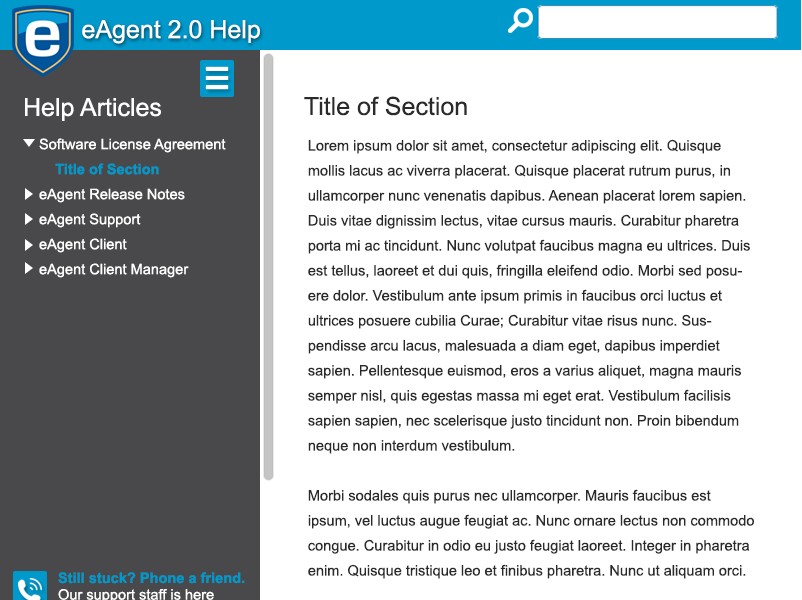 e eAgent 2.0 Help
Help Articles
Software License Agreement
Title of Section
eAgent Release Notes
eAgent Support
eAgent Client
eAgent Client Manager
Still stuck? Phone a friend.
Our support staff is here
Title of Section
Lorem ipsum dolor sit amet, consectetur adipiscing elit. Quisque
mollis lacus ac viverra placerat. Quisque placerat rutrum purus, in
ullamcorper nunc venenatis dapibus. Aenean placerat lorem sapien.
Duis vitae dignissim lectus, vitae cursus mauris. Curabitur pharetra
porta mi ac tincidunt. Nunc volutpat faucibus magna eu ultrices. Duis
est tellus, laoreet et dui quis, fringilla eleifend odio. Morbi sed posu-
ere dolor. Vestibulum ante ipsum primis in faucibus orci luctus et
ultrices posuere cubilia Curae; Curabitur vitae risus nunc. Sus-
pendisse arcu lacus, malesuada a diam eget, dapibus imperdiet
sapien. Pellentesque euismod, eros a varius aliquet, magna mauris
semper nisl, quis egestas massa mi eget erat. Vestibulum facilisis
sapien sapien, nec scelerisque justo tincidunt non. Proin bibendum
neque non interdum vestibulum.
Morbi sodales quis purus nec ullamcorper. Mauris faucibus est
ipsum, vel luctus augue feugiat ac. Nunc ornare lectus non commodo
congue. Curabitur in odio eu justo feugiat laoreet. Integer in pharetra
enim. Quisque tristique leo et finibus pharetra. Nunc ut aliquam orci.